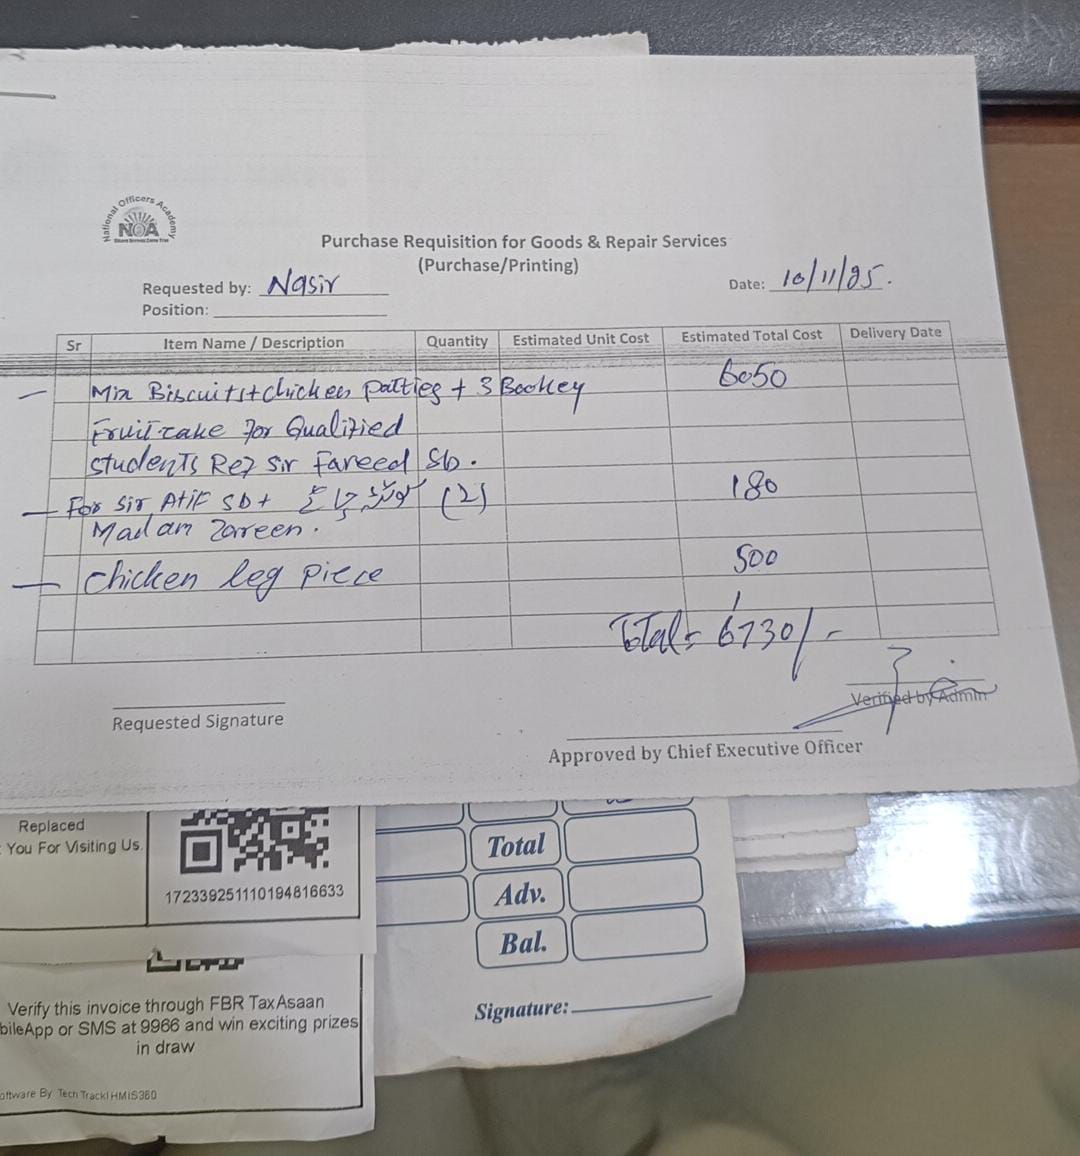 National Officers Academy
NOA
Purchase Requisition for Goods & Repair Services
(Purchase/Printing)
Requested by: Nasir
Date: 10/11/25.
Position:
Sr Item Name / Description Quantity Estimated Unit Cost Estimated Total Cost Delivery Date
Mix Biscuits+chicken patties + 3 Bookey 6050
Fruit cake for Qualified
students Ref sir Fareed Sb.
For Sir Atif Sb+ (2) 180
Madam Zareen.
Chicken leg piece 500
Total= 6730/-
Verified by Admin
Requested Signature
Approved by Chief Executive Officer
Replaced
You For Visiting Us.
172339251110194816633
Total
Adv.
Bal.
Signature:
Verify this invoice through FBR TaxAsaan
bileApp or SMS at 9966 and win exciting prizes
in draw
oftware By Tech Track|HMIS360